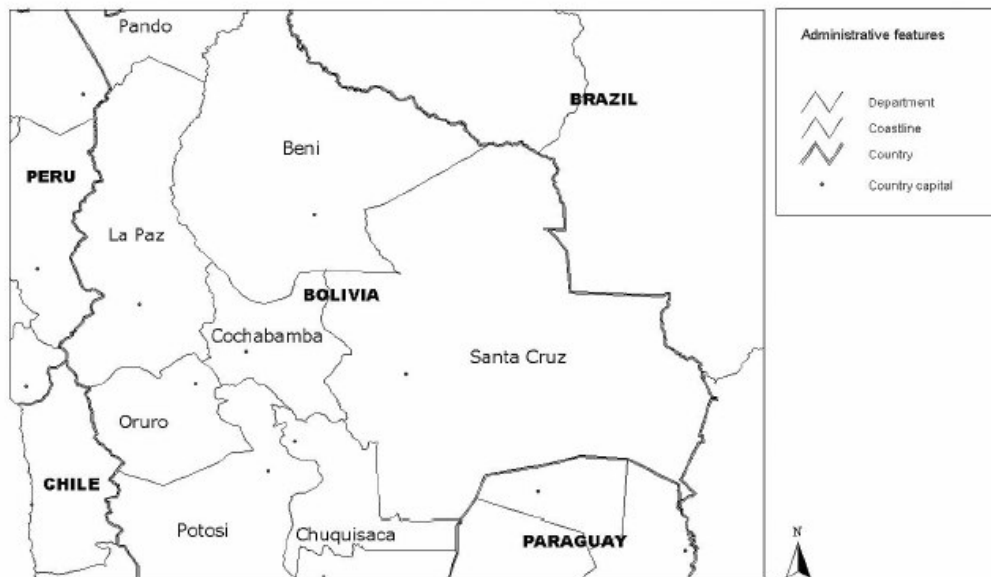 Pando
BRAZIL
Beni
PERU
La Paz
BOLIVIA
Cochabamba
Santa Cruz
Oruro
CHILE
Potosi
Chuquisaca
PARAGUAY
Administrative features
Department
Coastline
Country
Country capital
N